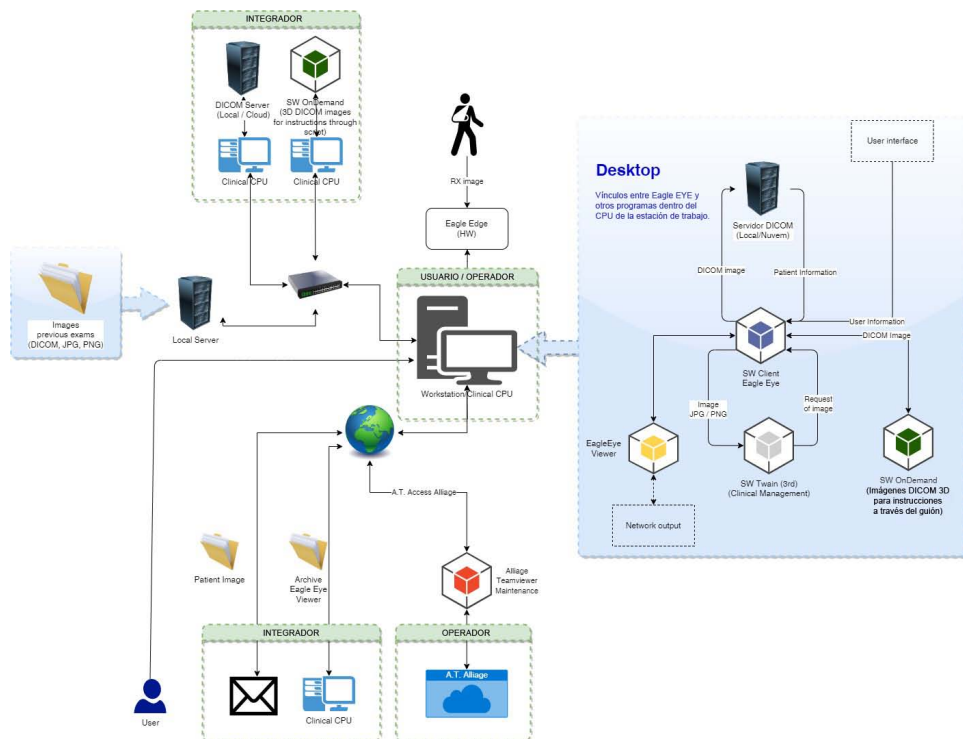 INTEGRADOR
DICOM Server
(Local / Cloud)
SW OnDemand
(3D DICOM images
for instructions through
script)
Clinical CPU
Clinical CPU
RX image
Eagle Edge
(HW)
USUARIO / OPERADOR
Workstation/Clinical CPU
Images
previous exams
(DICOM, JPG, PNG)
Local Server
A.T. Access Alliage
Patient Image
Archive
Eagle Eye
Viewer
Alliage
Teamviewer
Maintenance
INTEGRADOR
Clinical CPU
OPERADOR
A.T. Alliage
User
User interface
Desktop
Vínculos entre Eagle EYE y
otros programas dentro del
CPU de la estación de trabajo.
Servidor DICOM
(Local/Nuvem)
DICOM image
Patient Information
User Information
DICOM Image
SW Client
Eagle Eye
Image
JPG / PNG
Request
of image
EagleEye
Viewer
SW Twain (3rd)
(Clinical Management)
SW OnDemand
(Imágenes DICOM 3D
para instrucciones
a través del guión)
Network output